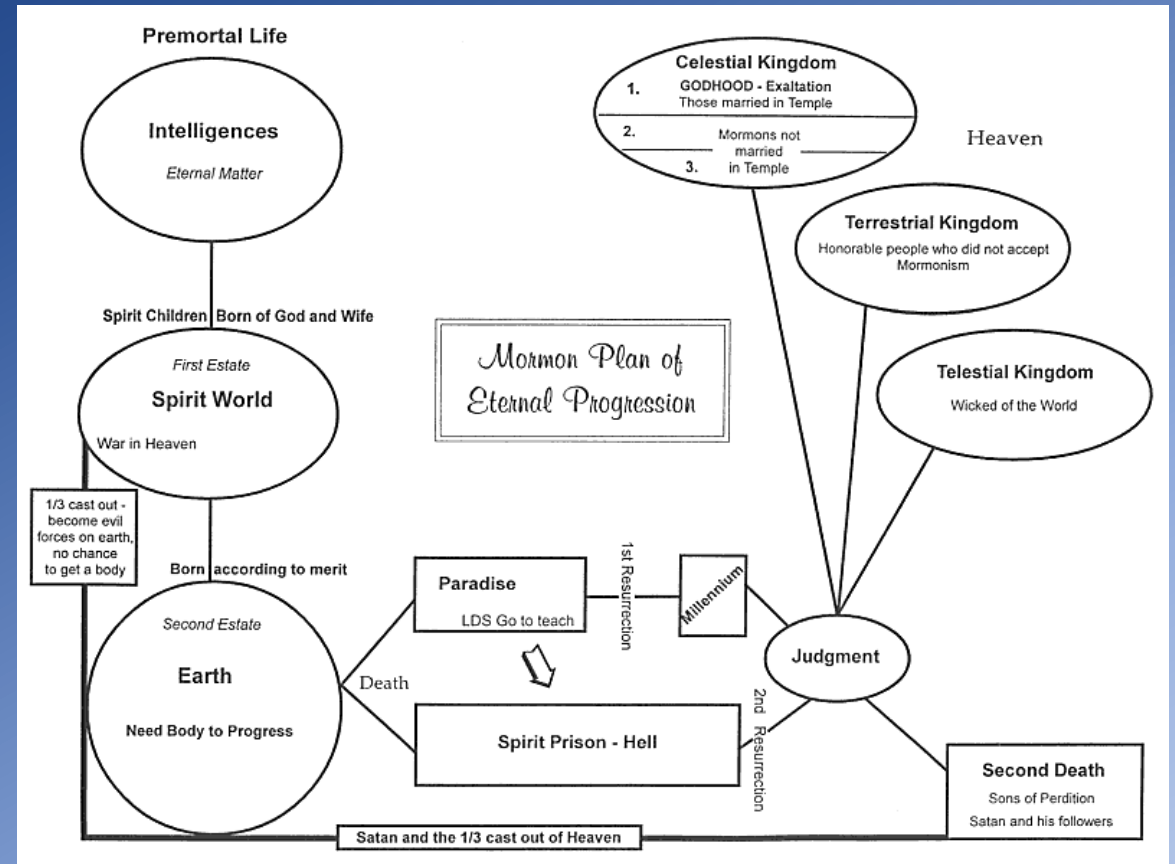 Premortal Life
Intelligences
Eternal Matter
Spirit Children Born of God and Wife
First Estate
Spirit World
War in Heaven
1/3 cast out -
become evil
forces on earth,
no chance
to get a body
Born according to merit
Second Estate
Earth
Need Body to Progress
Mormon Plan of
Eternal Progression
Death
Paradise
LDS Go to teach
Spirit Prison - Hell
1st Resurrection
Millennium
2nd Resurrection
Judgment
Celestial Kingdom
1. GODHOOD - Exaltation
Those married in Temple
2. Mormons not
married
3. in Temple
Heaven
Terrestrial Kingdom
Honorable people who did not accept
Mormonism
Telestial Kingdom
Wicked of the World
Second Death
Sons of Perdition
Satan and his followers
Satan and the 1/3 cast out of Heaven